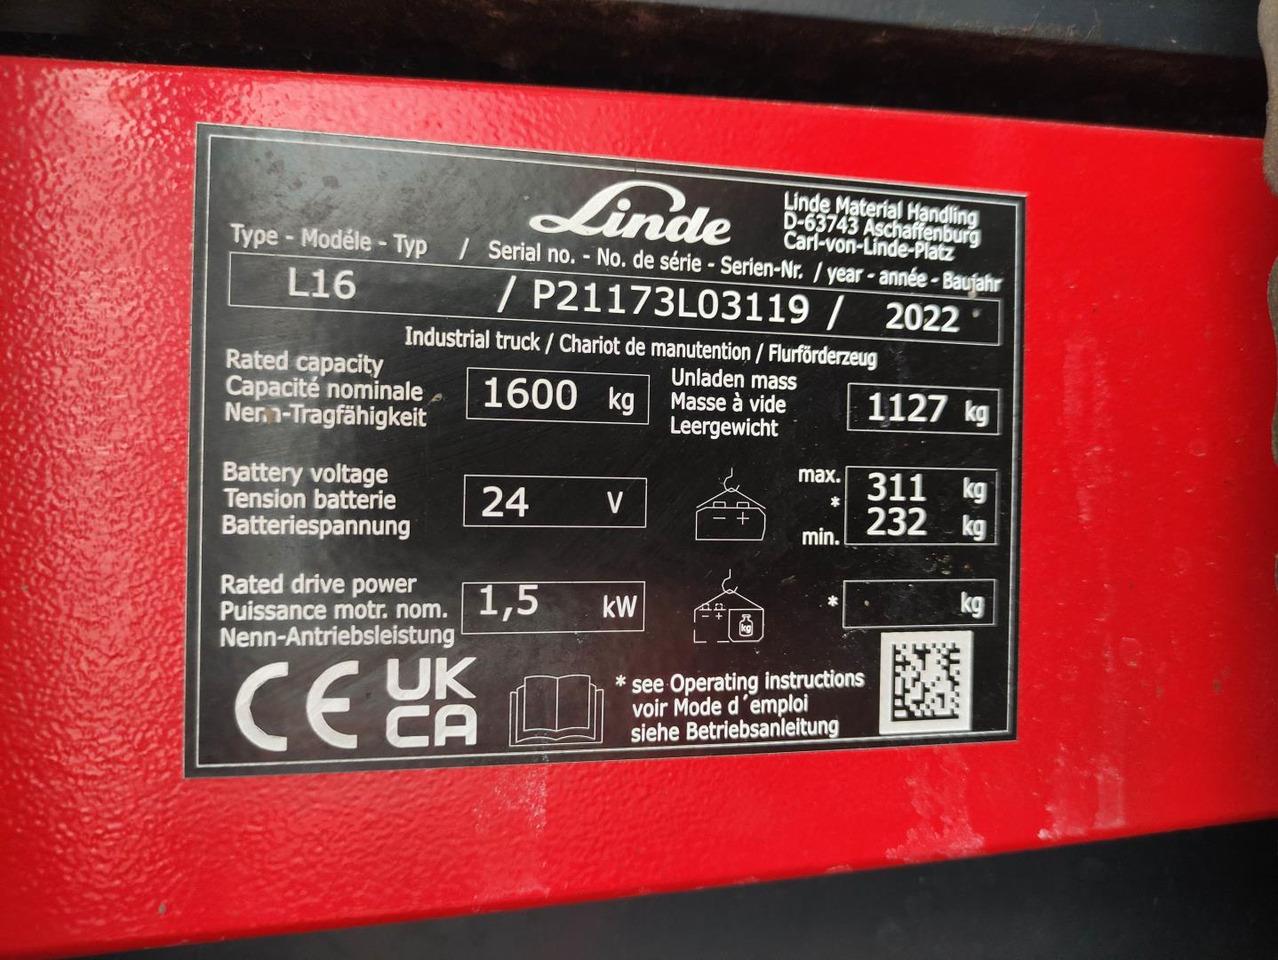 Linde
Linde Material Handling
D-63743 Aschaffenburg
Carl-von-Linde-Platz
Type - Modéle - Typ / Serial no. - No. de série - Serien-Nr. / year - année - Baujahr
L16 / P21173L03119 / 2022
Industrial truck / Chariot de manutention / Flurförderzeug
Rated capacity
Capacité nominale
Nenn-Tragfähigkeit
1600 kg
Unladen mass
Masse à vide
Leergewicht
1127 kg
Battery voltage
Tension batterie
Batteriespannung
24 V
- +
max.
*
min.
311 kg
232 kg
Rated drive power
Puissance motr. nom.
Nenn-Antriebsleistung
1,5 kW
- +
kg
* kg
CE
UK
CA
* see Operating instructions
voir Mode d´emploi
siehe Betriebsanleitung